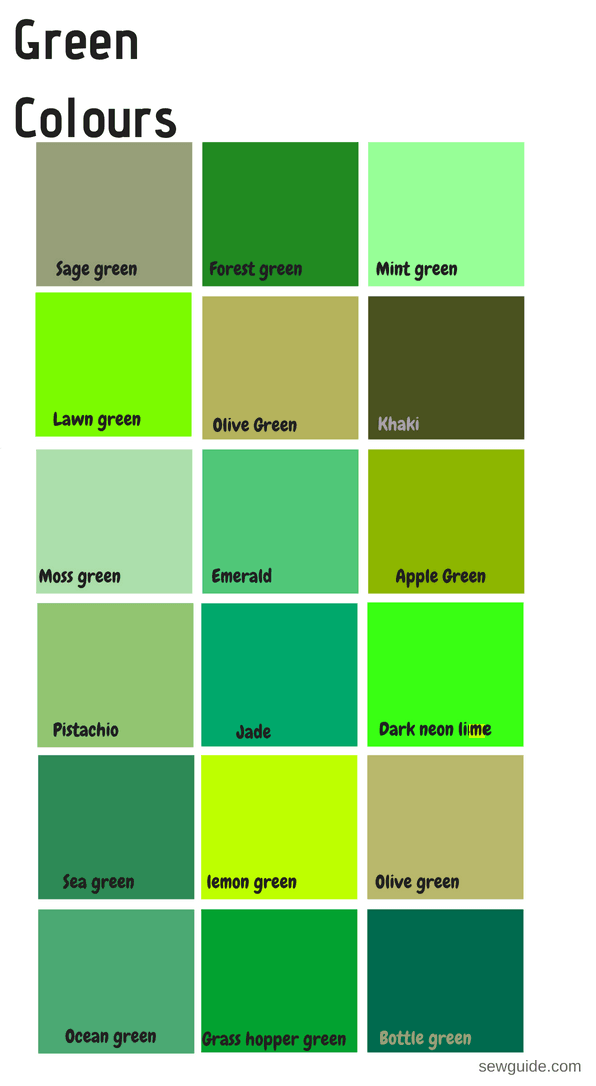 Green
Colours
Sage green
Forest green
Mint green
Lawn green
Olive Green
Khaki
Moss green
Emerald
Apple Green
Pistachio
Jade
Dark neon lime
Sea green
lemon green
Olive green
Ocean green
Grass hopper green
Bottle green
sewguide.com